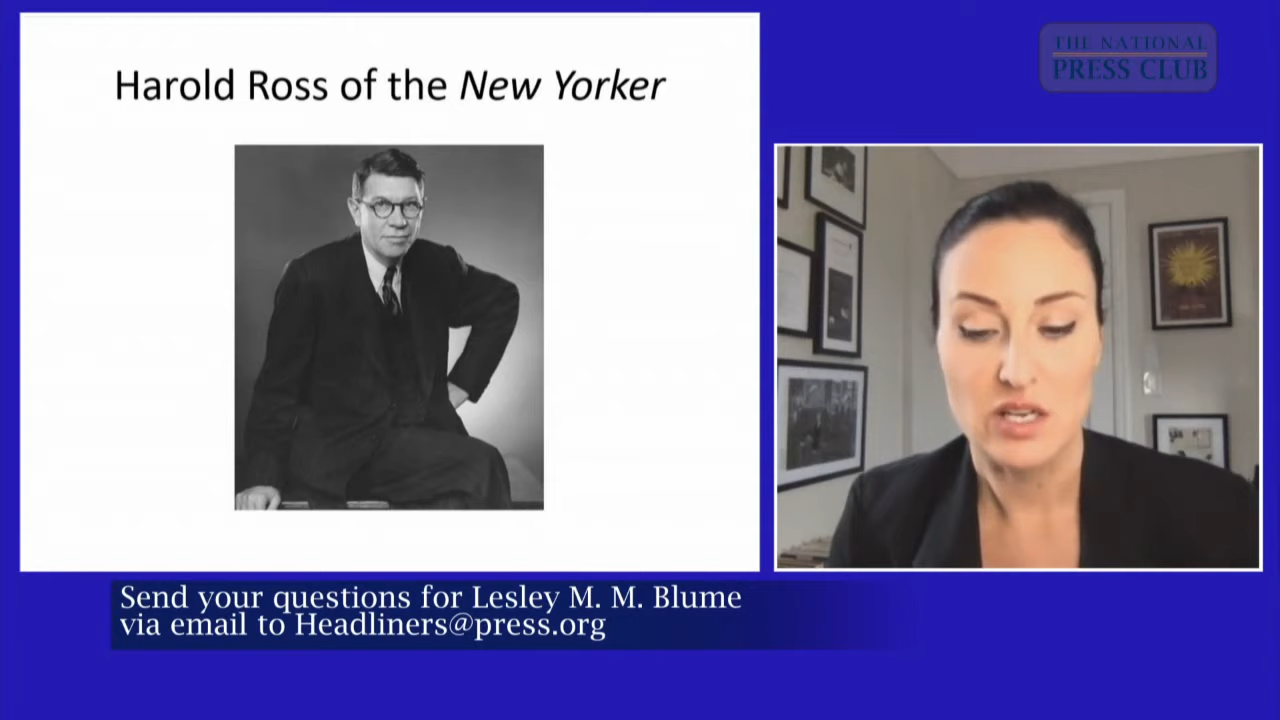 Harold Ross of the New Yorker
THE NATIONAL
PRESS CLUB
Send your questions for Lesley M. M. Blume
via email to Headliners@press.org